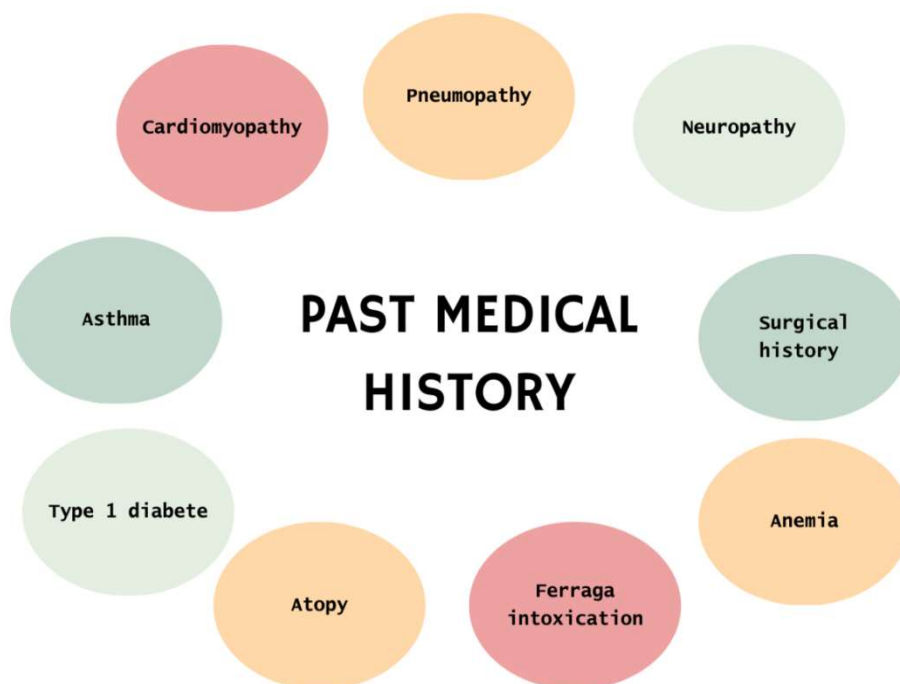 Pneumopathy
Cardiomyopathy
Neuropathy
Asthma
PAST MEDICAL
HISTORY
Surgical
history
Type 1 diabete
Anemia
Atopy
Ferraga
intoxication